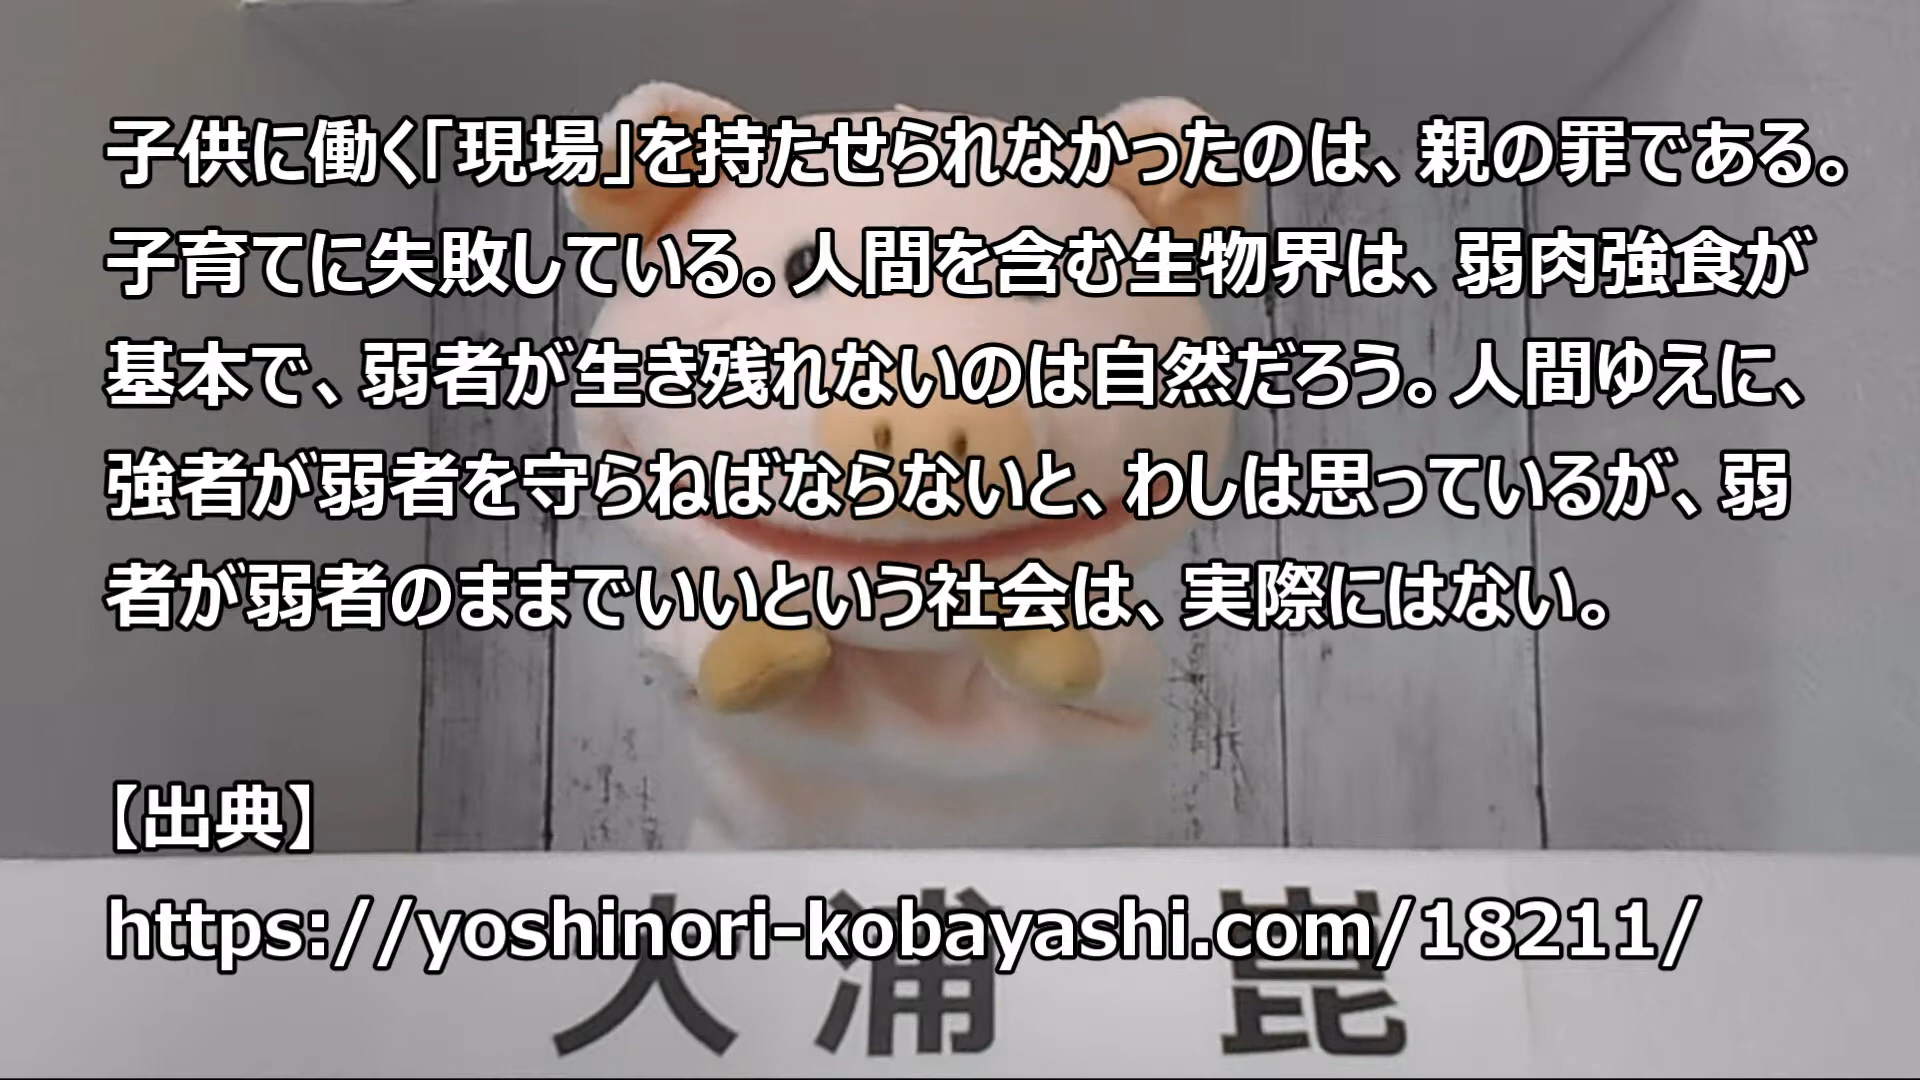 子供に働く「現場」を持たせられなかったのは、親の罪である。
子育てに失敗している。人間を含む生物界は、弱肉強食が
基本で、弱者が生き残れないのは自然だろう。人間ゆえに、
強者が弱者を守らねばならないと、わしは思っているが、弱
者が弱者のままでいいという社会は、実際にはない。
【出典】
https://yoshinori-kobayashi.com/18211/
大浦 崑